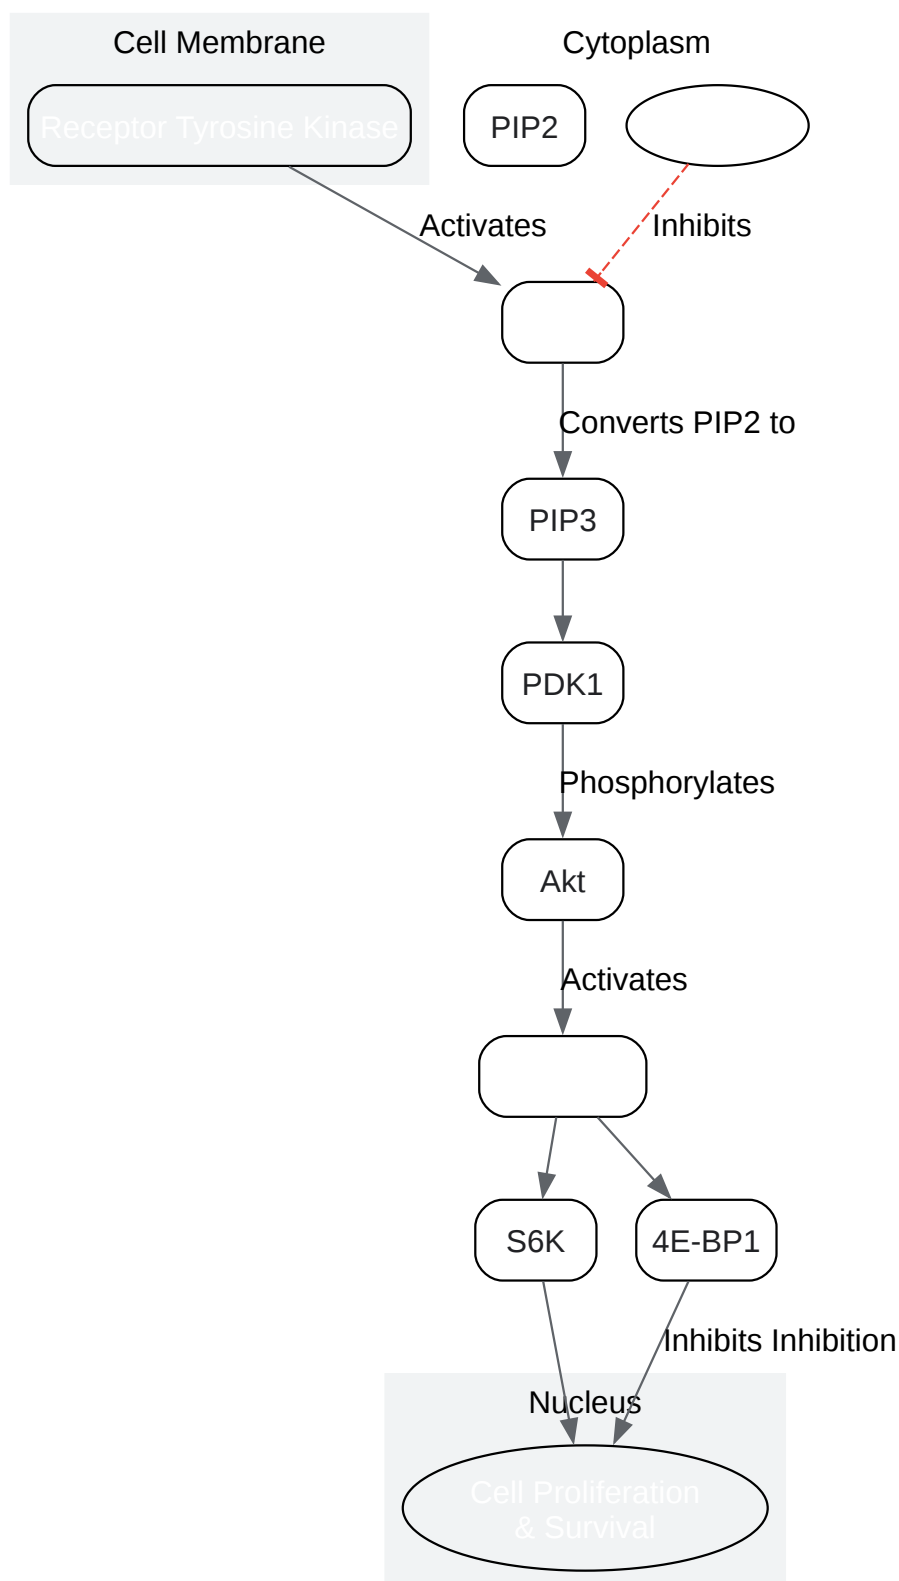 Cell Membrane
Cytoplasm
Receptor Tyrosine Kinase
PIP2
Activates
Inhibits
Converts PIP2 to
PIP3
PDK1
Phosphorylates
Akt
Activates
S6K
4E-BP1
Inhibits Inhibition
Nucleus
Cell Proliferation
& Survival